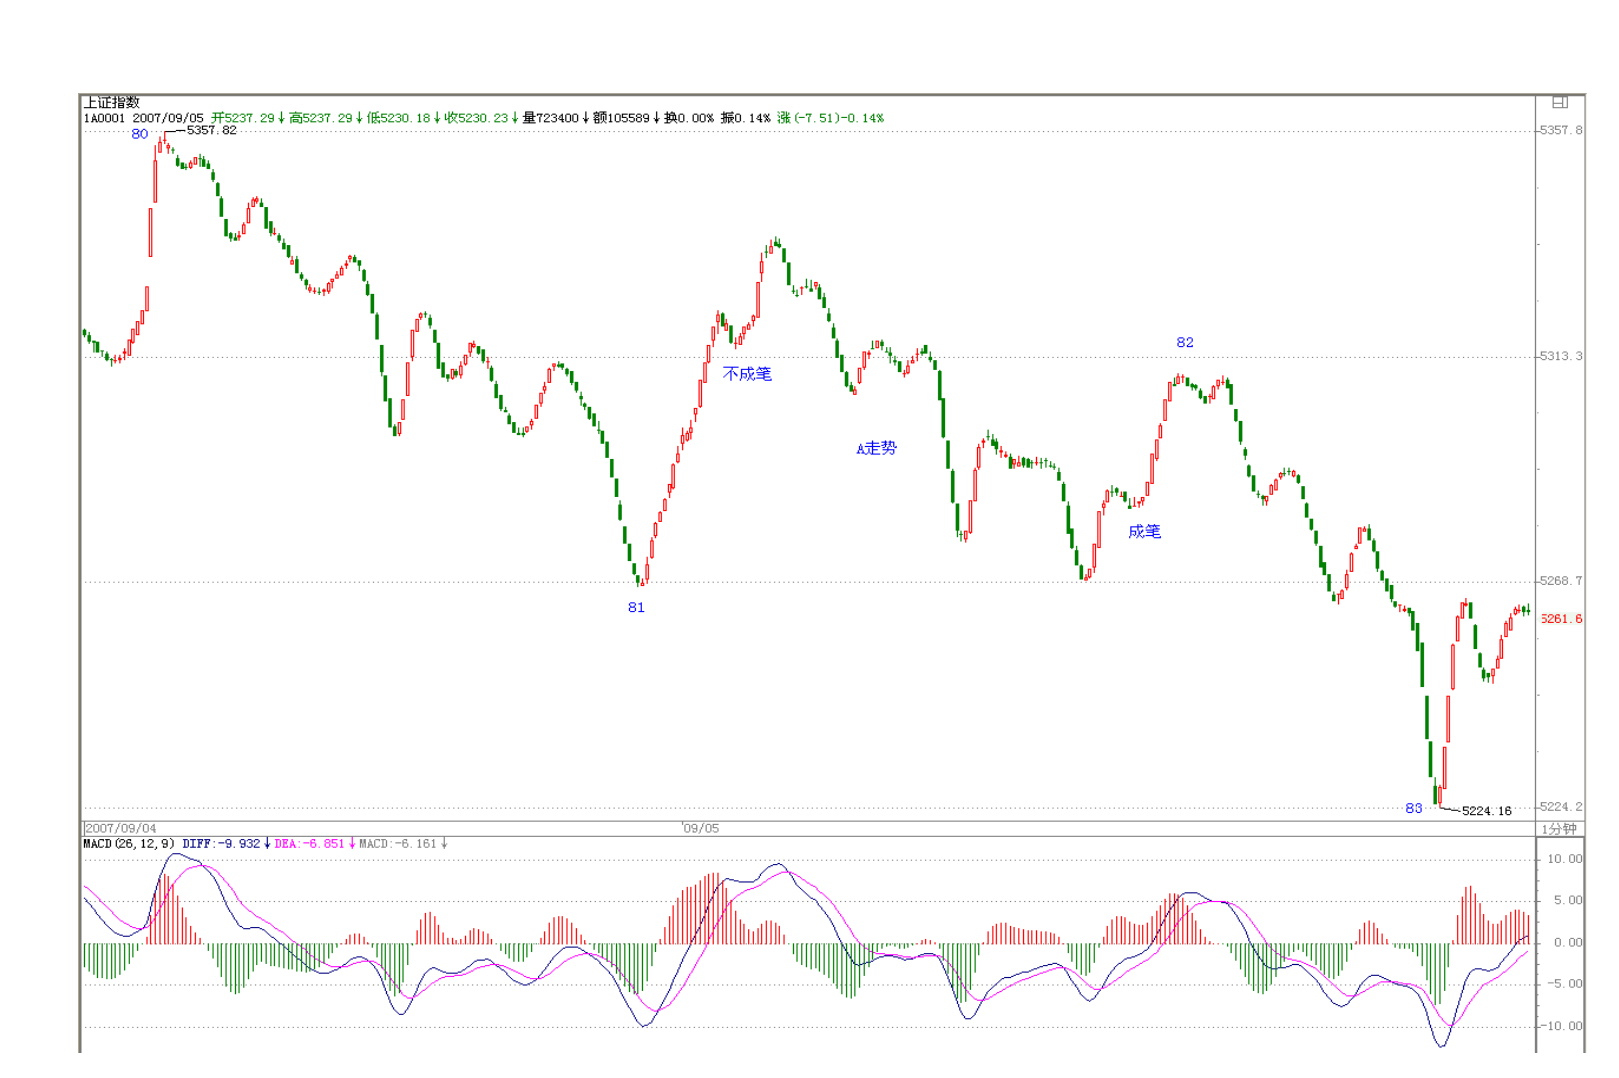 上证指数
1A0001 2007/09/05 开5237.29↓高5237.29↓低5230.18↓收5230.23↓量723400↓额105589↓换0.00% 振0.14% 涨(-7.51)-0.14%
80 5357.82 5357.8
82
5313.3
不成笔
A走势
成笔
5268.7
81
5261.6
83 5224.16 5224.2
2007/09/04 09/05 1分钟
MACD(26,12,9) DIFF:-9.932↓DEA:-6.851↓MACD:-6.161↓
10.00
5.00
0.00
-5.00
-10.00